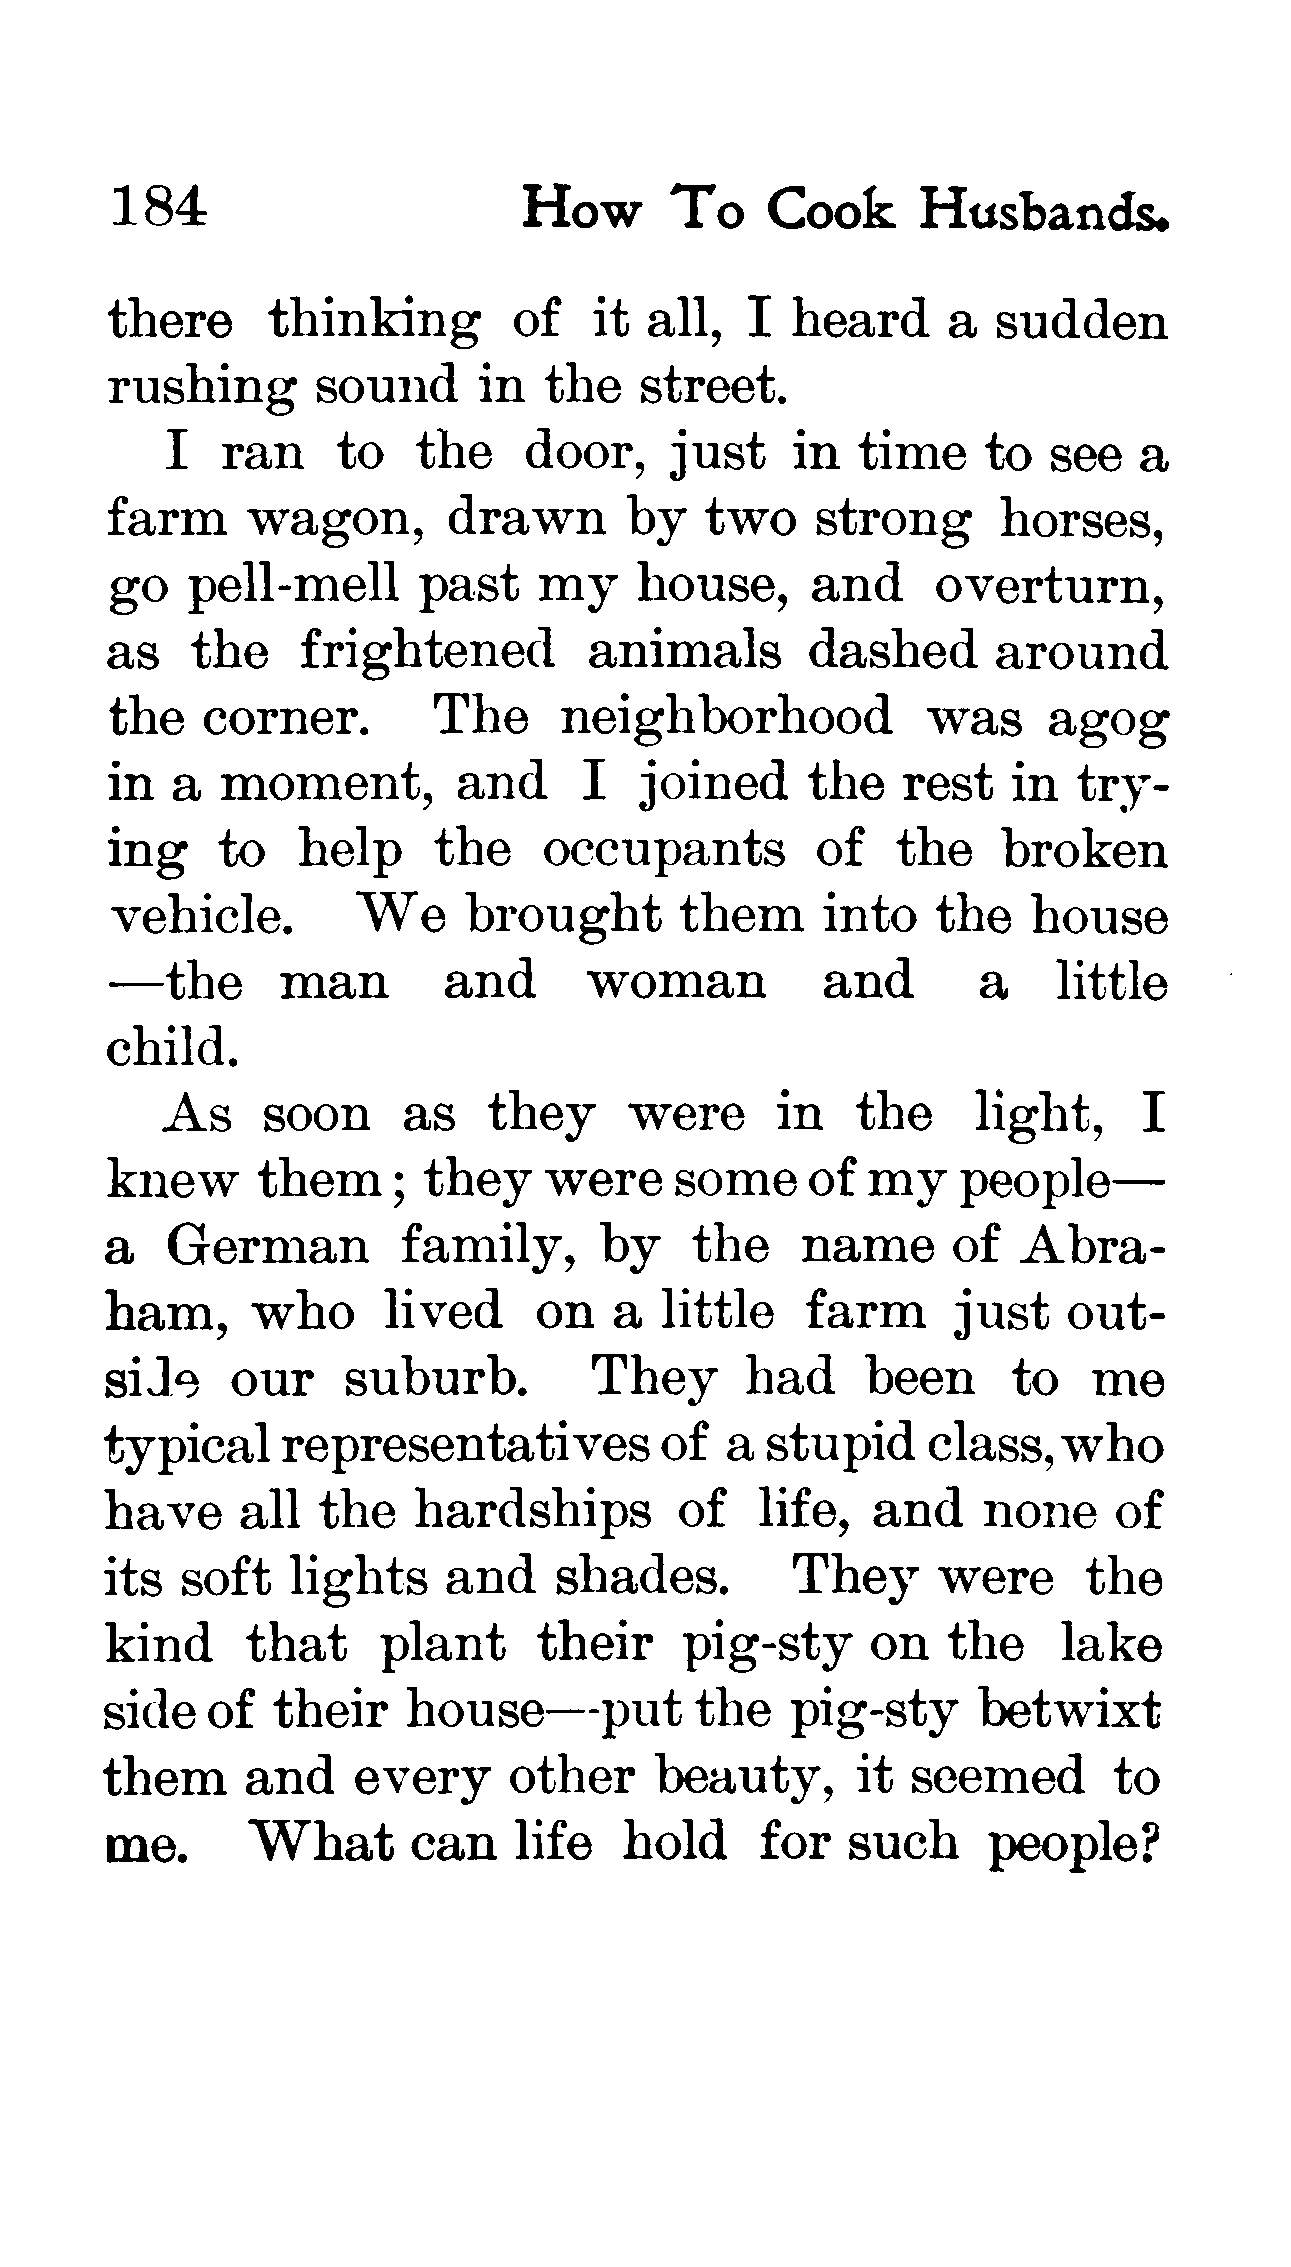 184 How To Cook Husbands.
there thinking of it all, I heard a sudden
rushing sound in the street.
I ran to the door, just in time to see a
farm wagon, drawn by two strong horses,
go pell-mell past my house, and overturn,
as the frightened animals dashed around
the corner. The neighborhood was agog
in a moment, and I joined the rest in try-
ing to help the occupants of the broken
vehicle. We brought them into the house
—the man and woman and a little
child.
As soon as they were in the light, I
knew them; they were some of my people—
a German family, by the name of Abra-
ham, who lived on a little farm just out-
side our suburb. They had been to me
typical representatives of a stupid class, who
have all the hardships of life, and none of
its soft lights and shades. They were the
kind that plant their pig-sty on the lake
side of their house—put the pig-sty betwixt
them and every other beauty, it seemed to
me. What can life hold for such people?